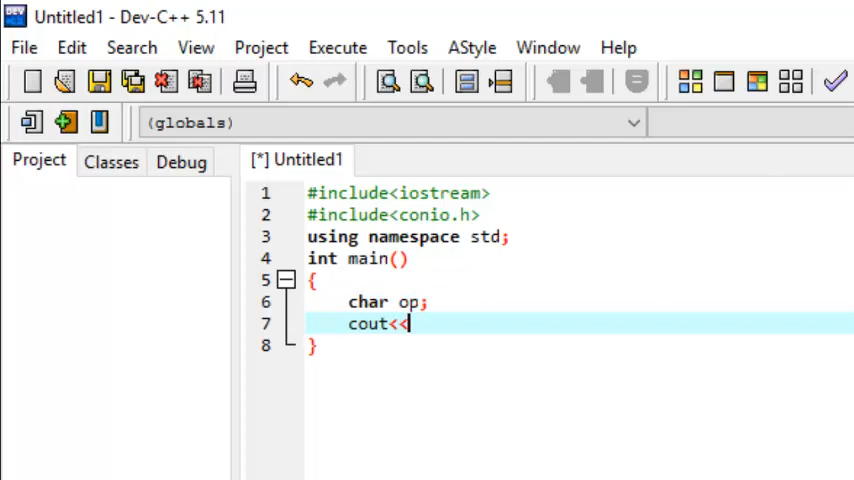 Untitled1 - Dev-C++ 5.11
File Edit Search View Project Execute Tools AStyle Window Help
(globals)
Project Classes Debug [*] Untitled1
1 #include<iostream>
2 #include<conio.h>
3 using namespace std;
4 int main()
5 {
6 char op;
7 cout<<
8 }